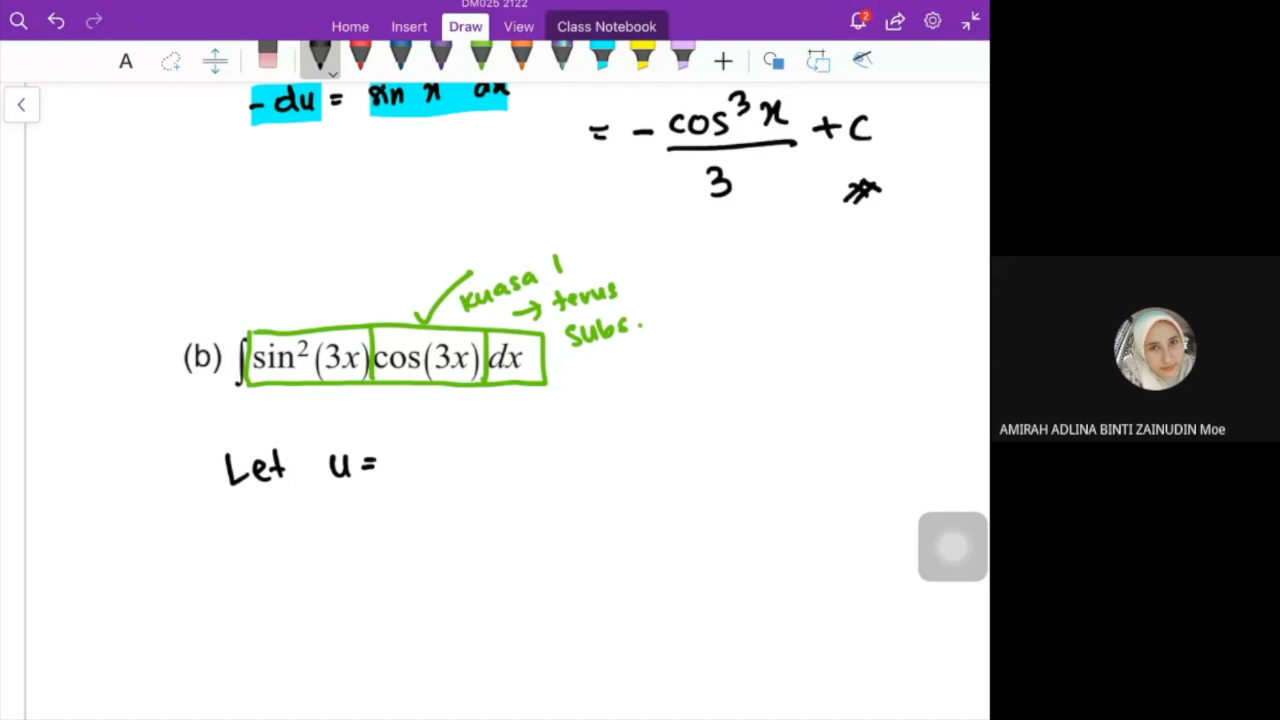 DM025 2122
Home Insert Draw View Class Notebook
2
A
- du = sin x dx
= - cos³x / 3 + C
kuasa 1
→ terus
subs.
(b) ∫ sin² (3x) cos(3x) dx
Let u =
AMIRAH ADLINA BINTI ZAINUDIN Moe